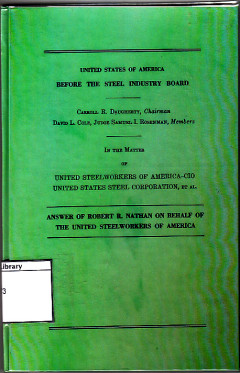 UNITED STATES OF AMERICA
BEFORE THE STEEL INDUSTRY BOARD
CARROLL R. DAUGHERTY, Chairman
DAVID L. COLE, JUDGE SAMUEL I. ROSENMAN, Members
IN THE MATTER
OF
UNITED STEELWORKERS OF AMERICA-CIO
UNITED STATES STEEL CORPORATION, ET AL.
ANSWER OF ROBERT R. NATHAN ON BEHALF OF
THE UNITED STEELWORKERS OF AMERICA
Library
3